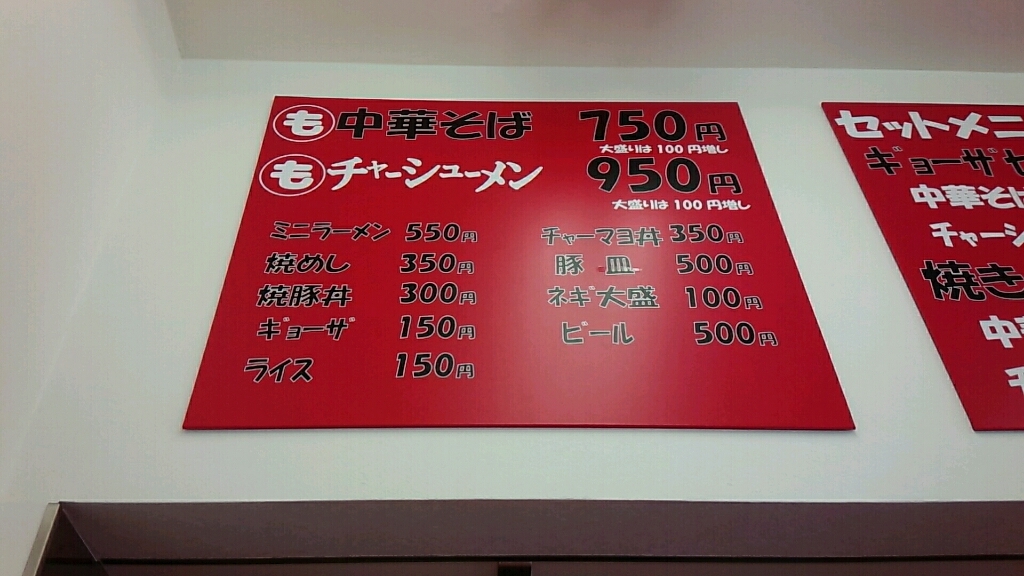 も中華そば 750円
大盛りは100円増し
もチャーシューメン 950円
大盛りは100円増し
ミニラーメン 550円
焼めし 350円
焼豚丼 300円
ギョーザ 150円
ライス 150円
チャーマヨ丼 350円
豚皿 500円
ネギ大盛 100円
ビール 500円
セットメニ
ギョーザセ
中華そば
チャーシ
焼き
中